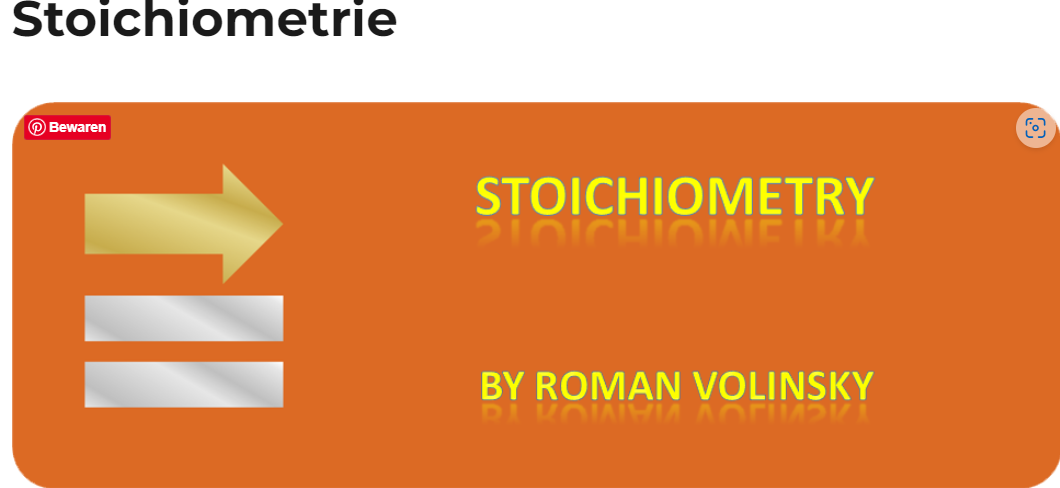 Stoichiometrie
Bewaren
STOICHIOMETRY
BY ROMAN VOLINSKY